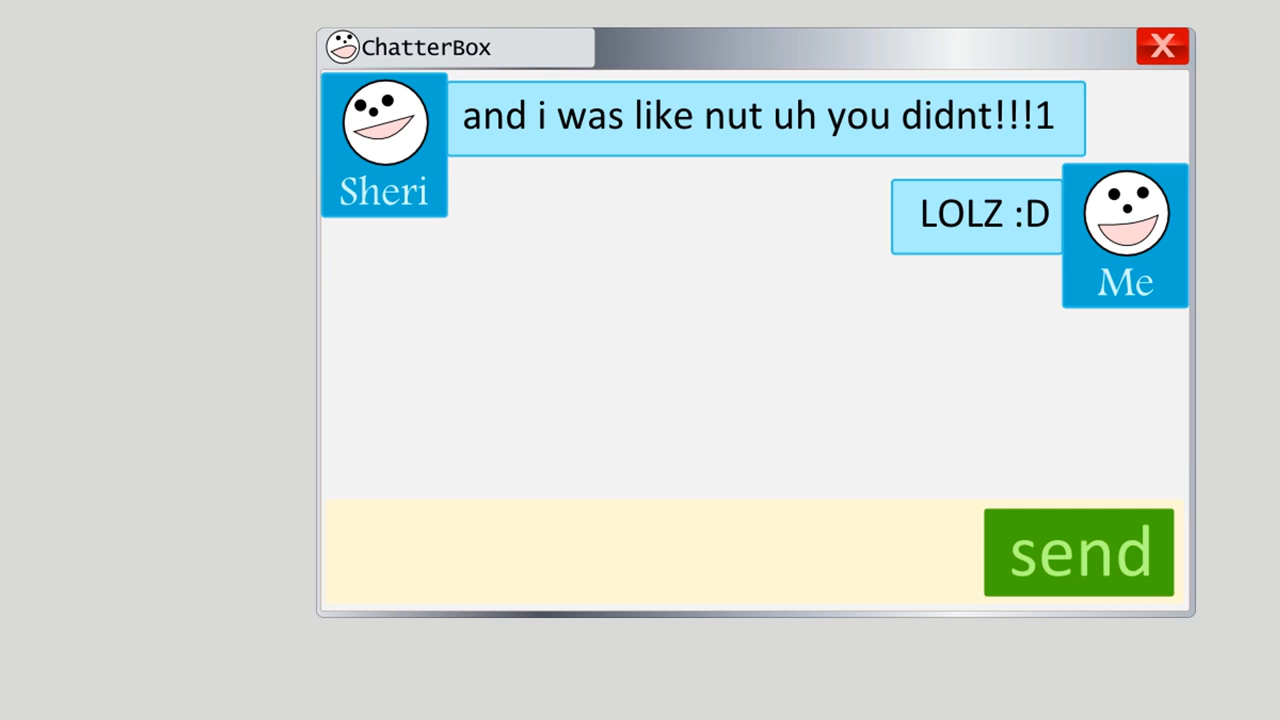 ChatterBox
X
and i was like nut uh you didnt!!!1
Sheri
LOLZ :D
Me
send